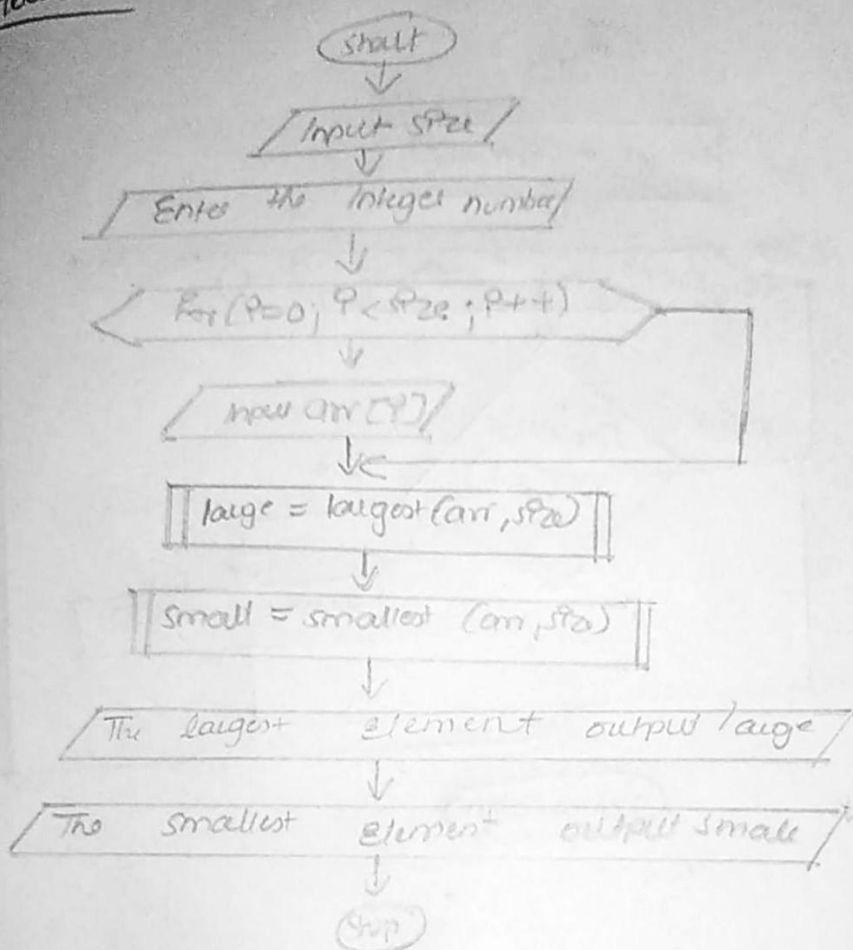 Start
Input size
Enter the Integer number
For (i=0; i<size; i++)
input arr [i]
large = largest (arr, size)
small = smallest (arr, size)
The largest element output large
The smallest element output small
Stop